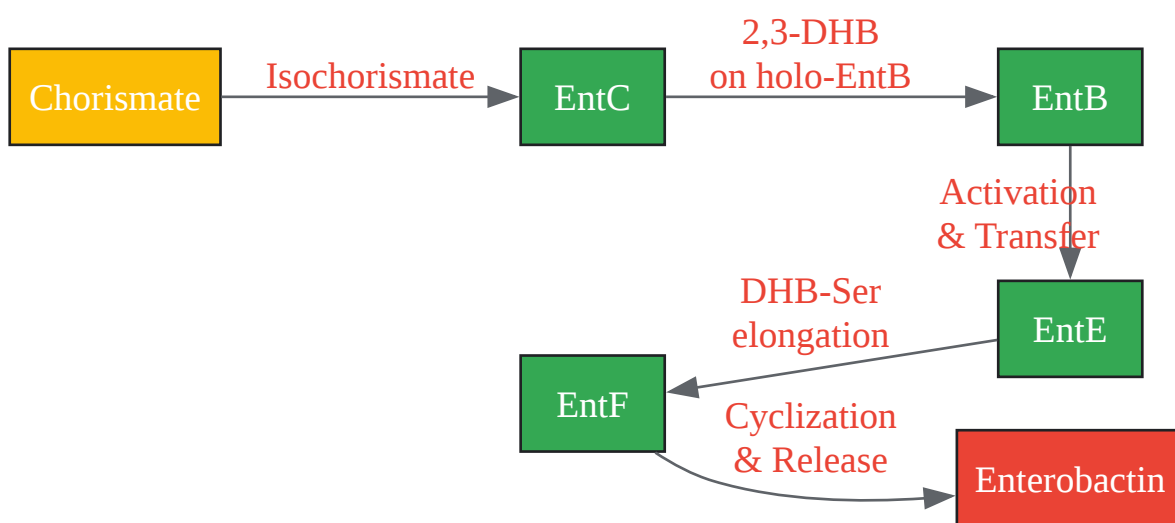 Chorismate
Isochorismate
EntC
2,3-DHB
on holo-EntB
EntB
Activation
& Transfer
EntE
DHB-Ser
elongation
EntF
Cyclization
& Release
Enterobactin